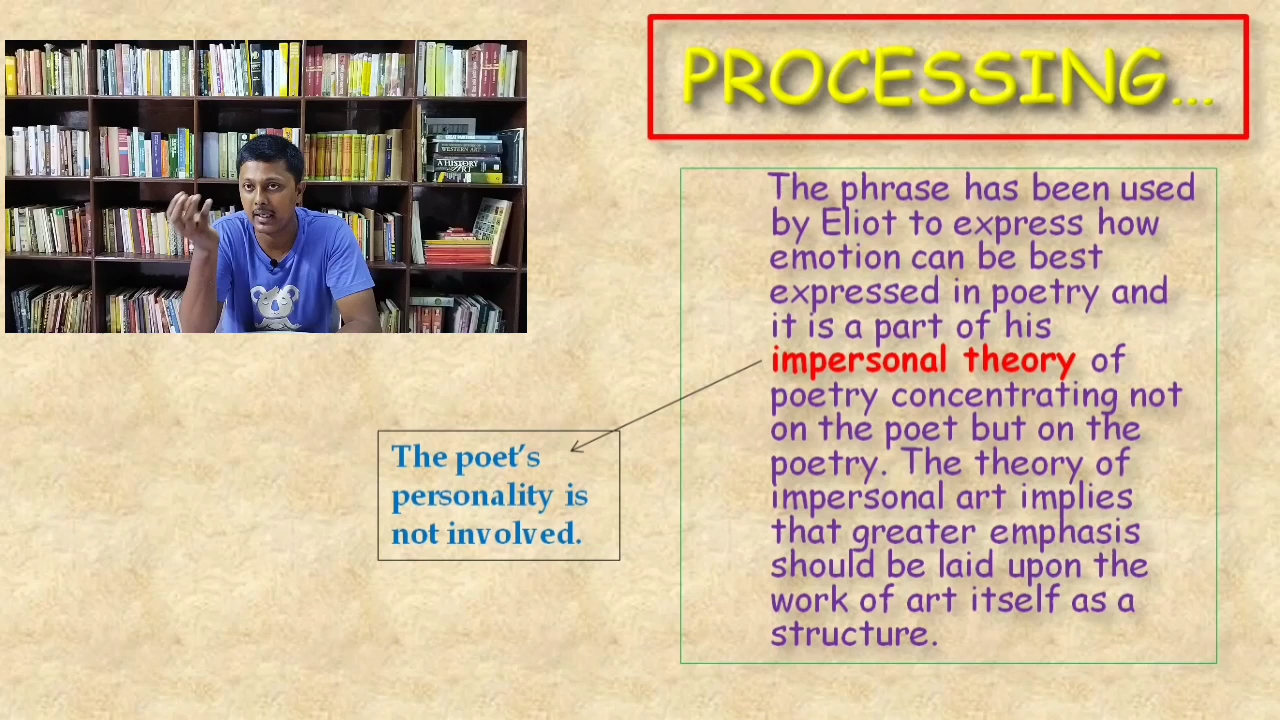 PROCESSING...
The phrase has been used
by Eliot to express how
emotion can be best
expressed in poetry and
it is a part of his
impersonal theory of
poetry concentrating not
on the poet but on the
poetry. The theory of
impersonal art implies
that greater emphasis
should be laid upon the
work of art itself as a
structure.
The poet's
personality is
not involved.
WESTERN ART
A HISTORY